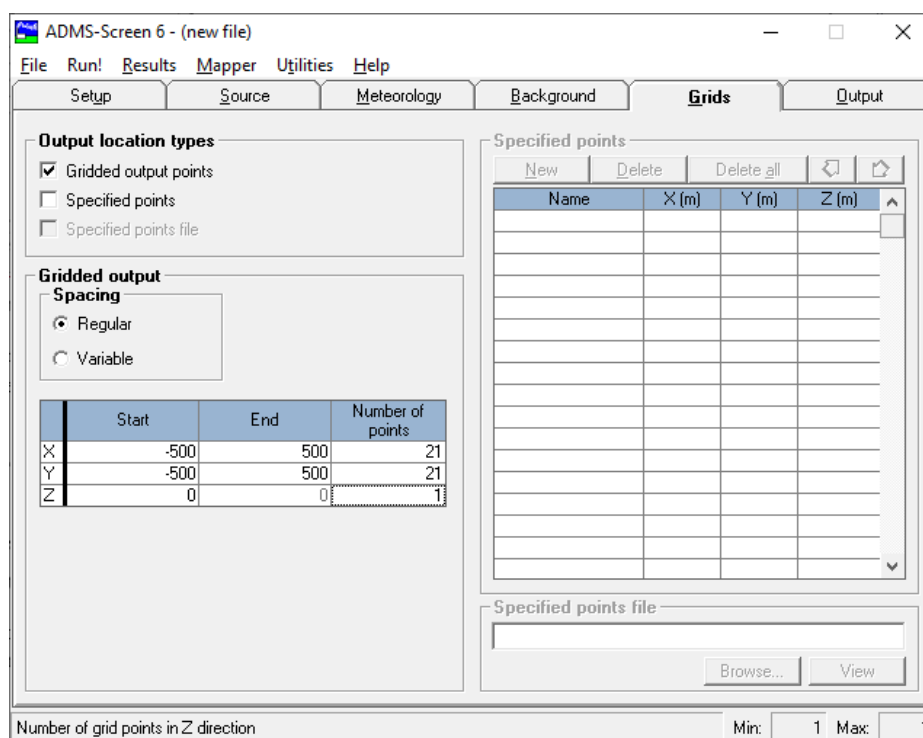 ADMS-Screen 6 - (new file)
File Run! Results Mapper Utilities Help
Setup Source Meteorology Background Grids Output
Output location types
Gridded output points
Specified points
Specified points file
Gridded output
Spacing
Regular
Variable
Start End Number of points
X -500 500 21
Y -500 500 21
Z 0 0 1
Specified points
New Delete Delete all
Name X (m) Y (m) Z (m)
Specified points file
Browse... View
Number of grid points in Z direction Min: 1 Max: